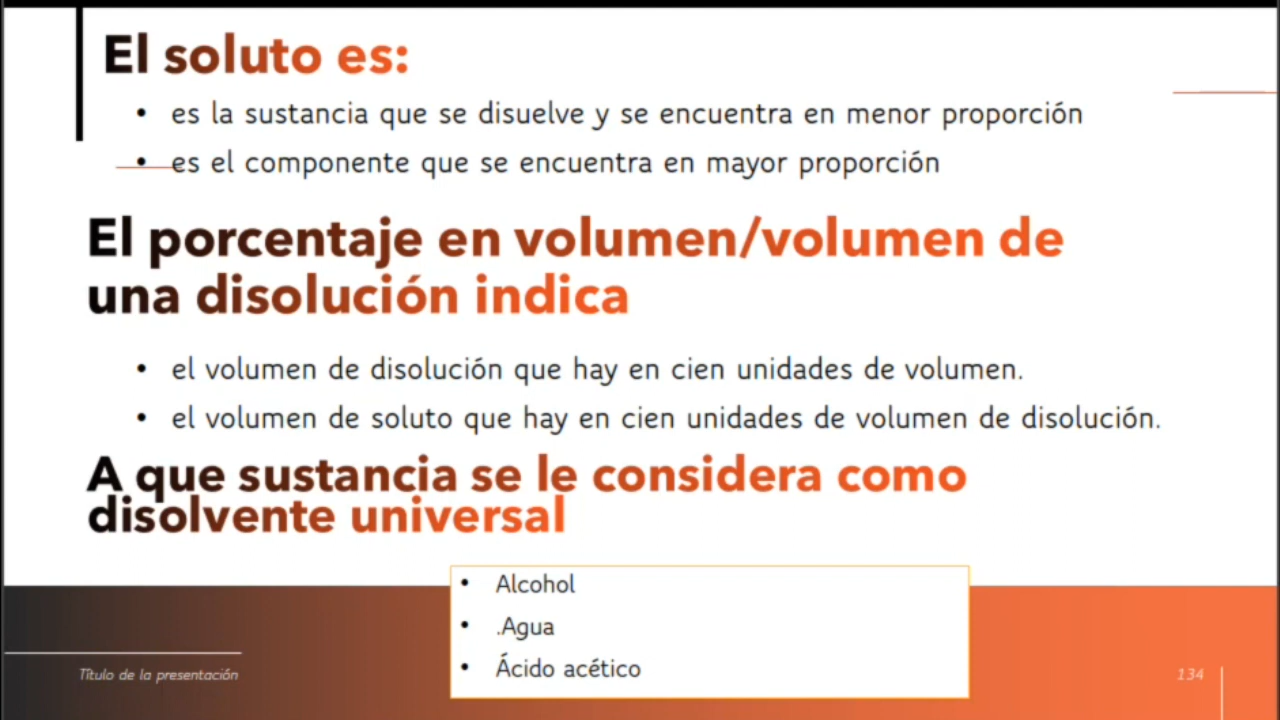 El soluto es:
• es la sustancia que se disuelve y se encuentra en menor proporción
• es el componente que se encuentra en mayor proporción
El porcentaje en volumen/volumen de
una disolución indica
• el volumen de disolución que hay en cien unidades de volumen.
• el volumen de soluto que hay en cien unidades de volumen de disolución.
A que sustancia se le considera como
disolvente universal
• Alcohol
• .Agua
• Ácido acético
Título de la presentación
134